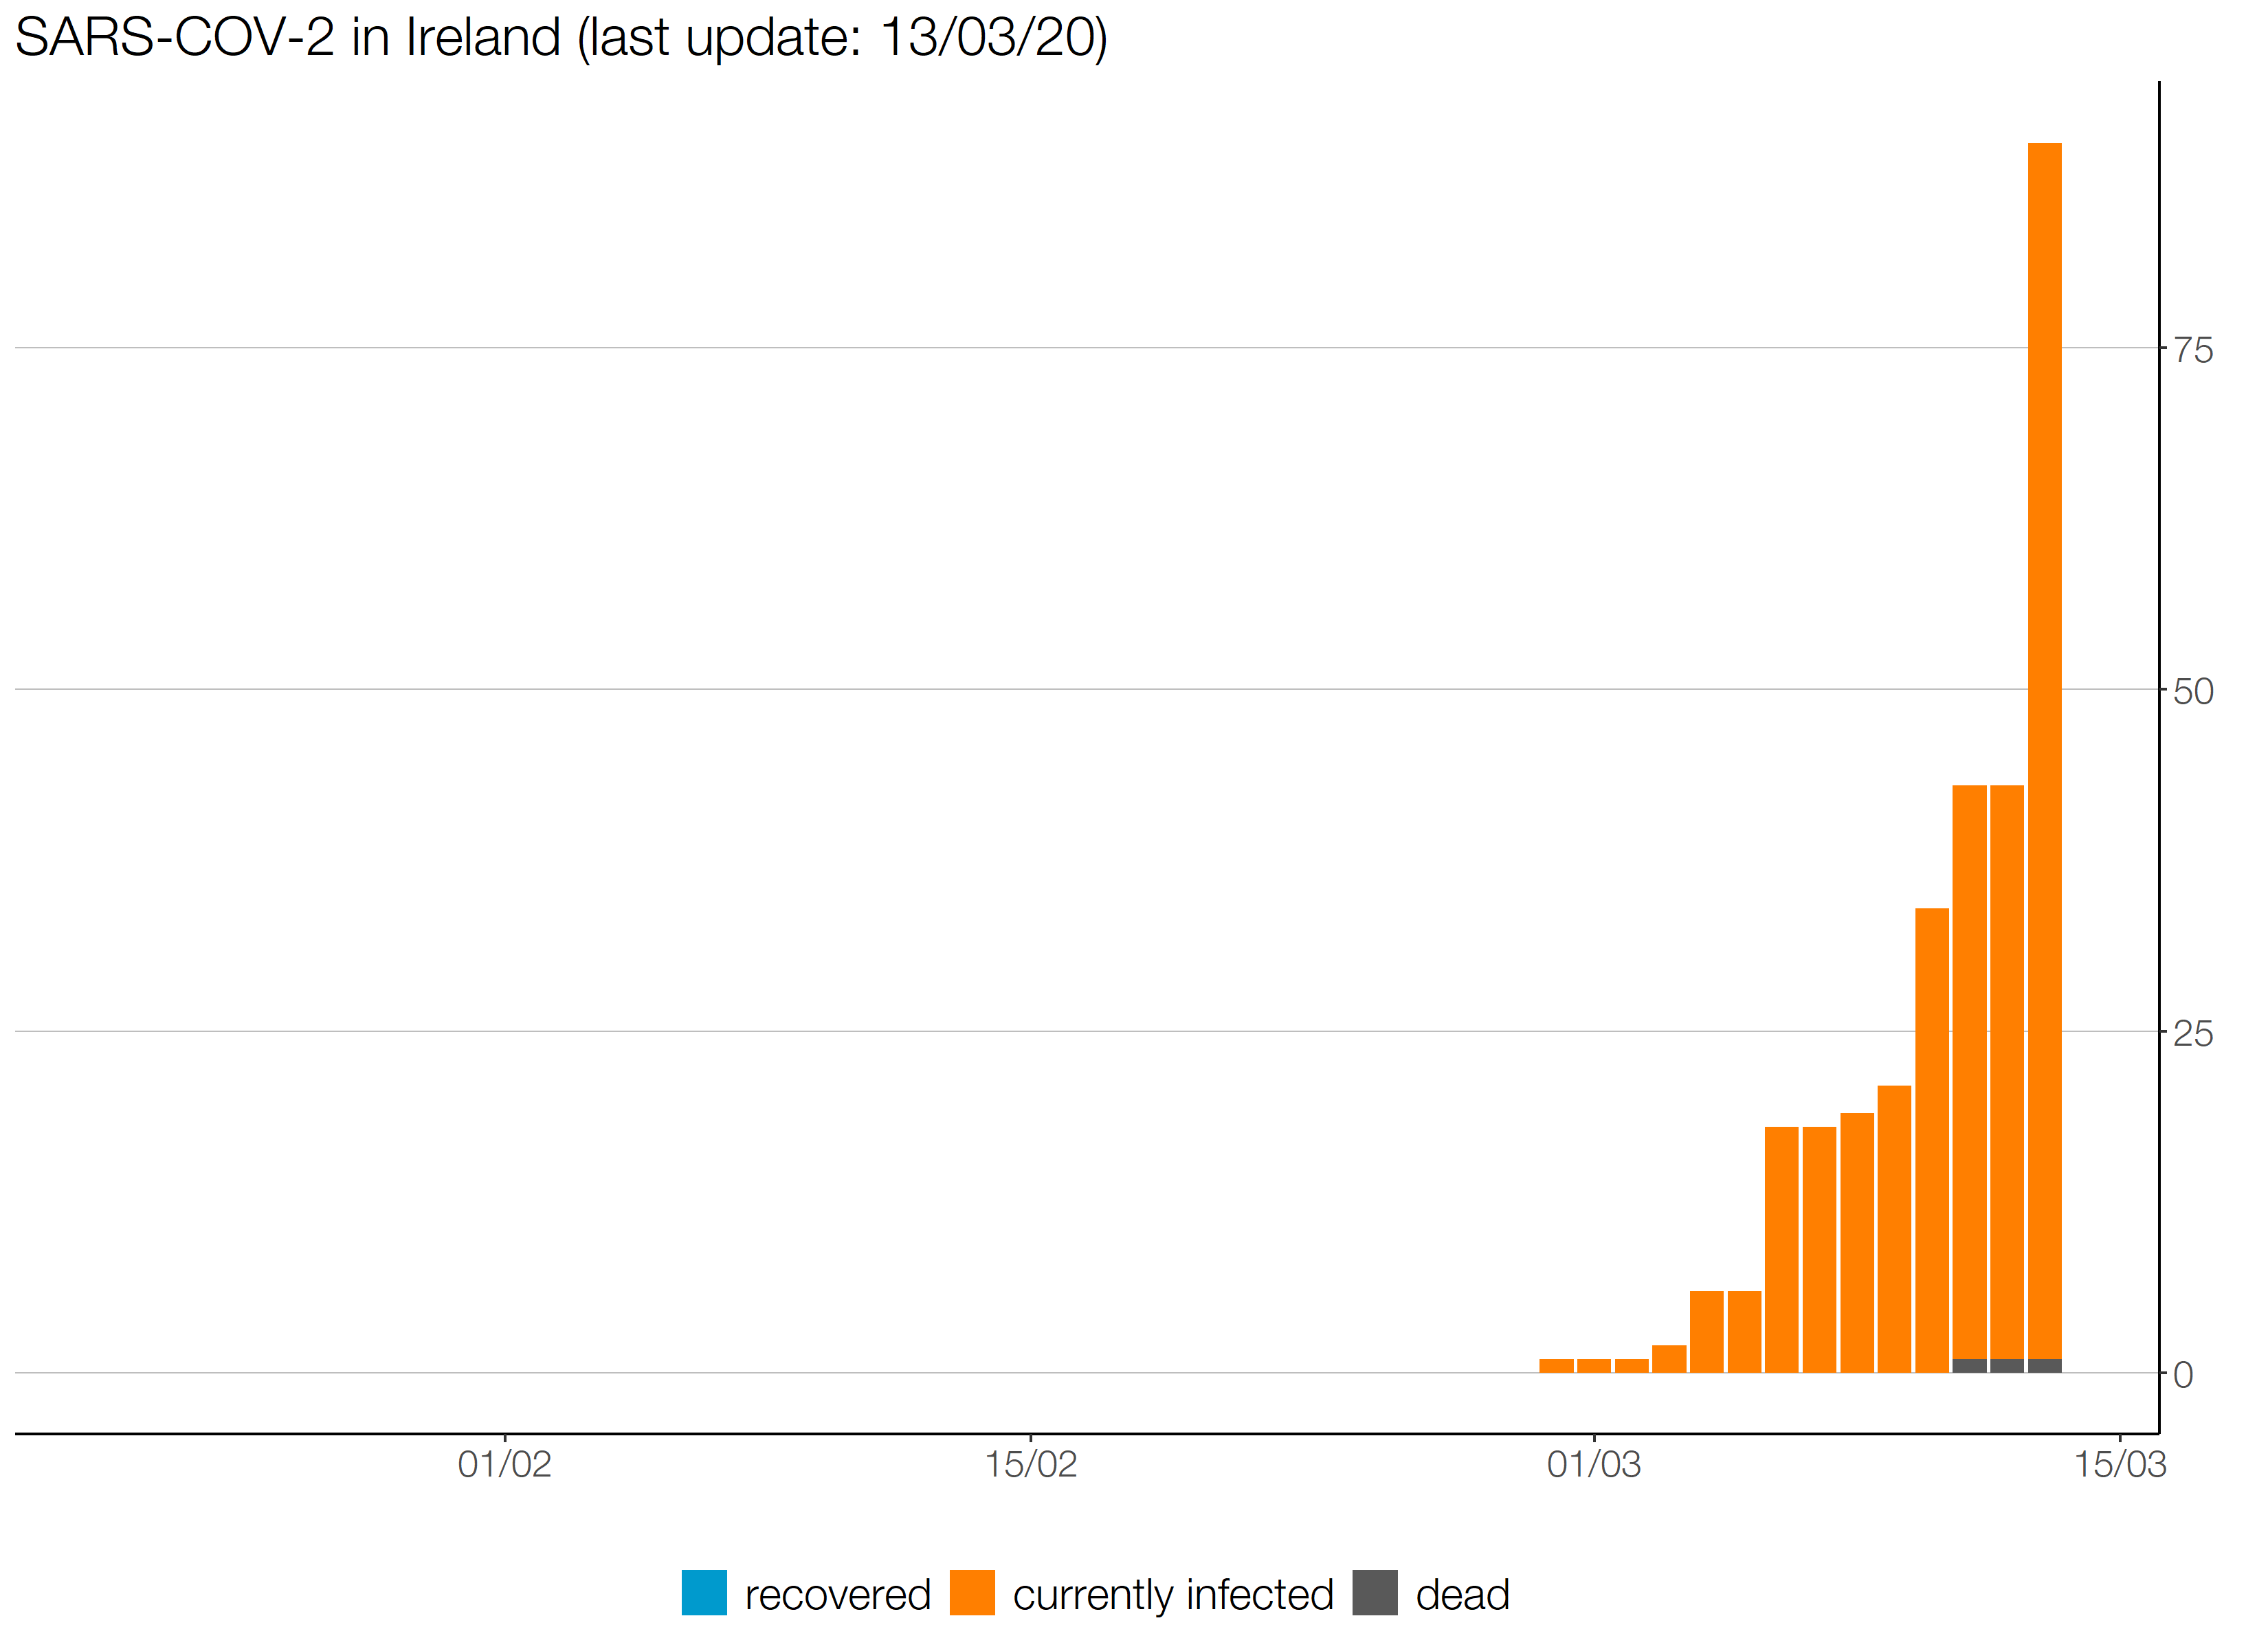 SARS-COV-2 in Ireland (last update: 13/03/20)
75
50
25
0
01/02 15/02 01/03 15/03
recovered currently infected dead